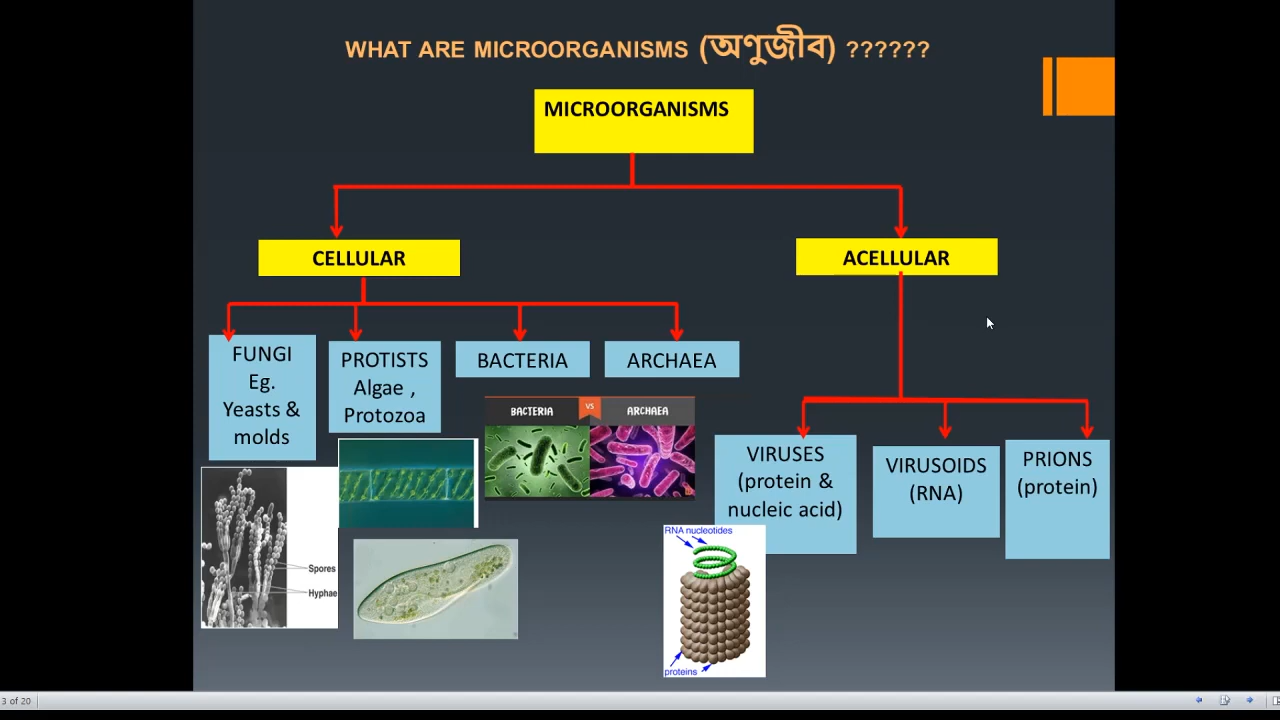 WHAT ARE MICROORGANISMS (অণুজীব) ??????
MICROORGANISMS
CELLULAR
ACELLULAR
FUNGI
Eg.
Yeasts &
molds
PROTISTS
Algae ,
Protozoa
BACTERIA
ARCHAEA
BACTERIA
VS
ARCHAEA
VIRUSES
(protein &
nucleic acid)
VIRUSOIDS
(RNA)
PRIONS
(protein)
Spores
Hyphae
RNA nucleotides
proteins
3 of 20